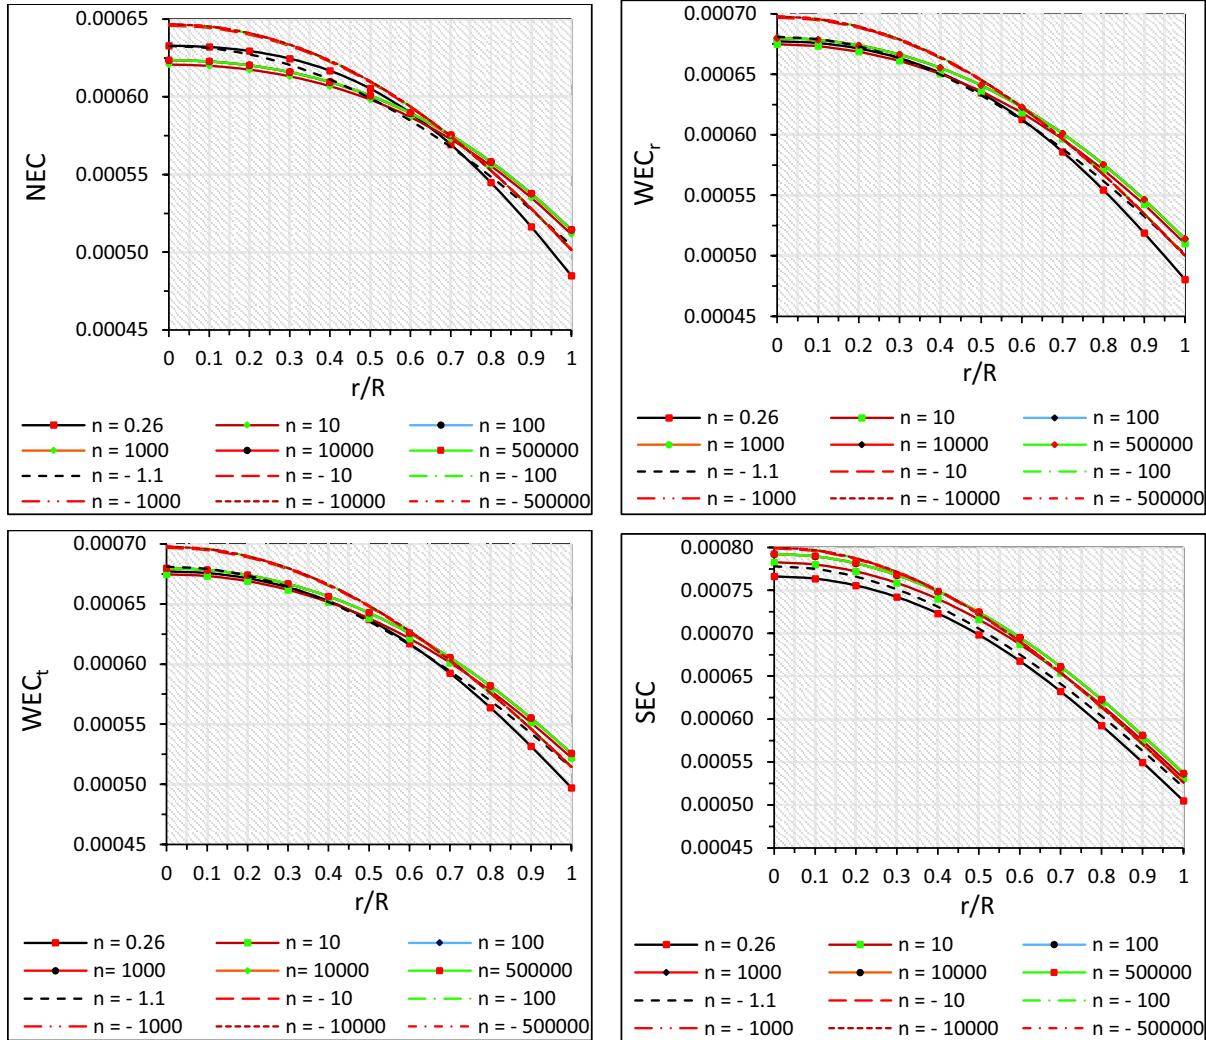 0.00065
0.00060
0.00055
0.00050
0.00045
NEC
0 0.1 0.2 0.3 0.4 0.5 0.6 0.7 0.8 0.9 1
r/R
n = 0.26 n = 10 n = 100
n = 1000 n = 10000 n = 500000
n = - 1.1 n = - 10 n = - 100
n = - 1000 n = - 10000 n = - 500000
0.00070
0.00065
0.00060
0.00055
0.00050
0.00045
WECr
0 0.1 0.2 0.3 0.4 0.5 0.6 0.7 0.8 0.9 1
r/R
n = 0.26 n = 10 n = 100
n = 1000 n = 10000 n = 500000
n = - 1.1 n = - 10 n = - 100
n = - 1000 n = - 10000 n = - 500000
0.00070
0.00065
0.00060
0.00055
0.00050
0.00045
WECt
0 0.1 0.2 0.3 0.4 0.5 0.6 0.7 0.8 0.9 1
r/R
n = 0.26 n = 10 n = 100
n= 1000 n= 10000 n= 500000
n = - 1.1 n = - 10 n = - 100
n = - 1000 n = - 10000 n = - 500000
0.00080
0.00075
0.00070
0.00065
0.00060
0.00055
0.00050
0.00045
SEC
0 0.1 0.2 0.3 0.4 0.5 0.6 0.7 0.8 0.9 1
r/R
n = 0.26 n = 10 n = 100
n = 1000 n = 10000 n = 500000
n = - 1.1 n = - 10 n = - 100
n = - 1000 n = - 10000 n = - 500000